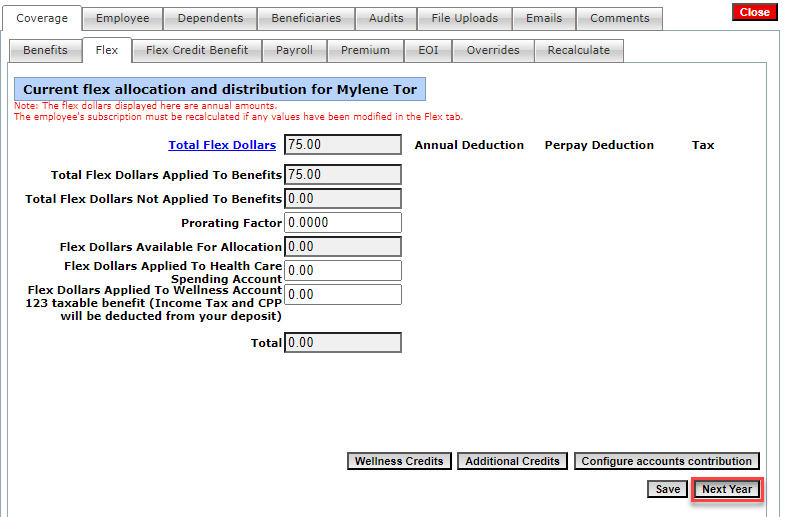 Close
Coverage Employee Dependents Beneficiaries Audits File Uploads Emails Comments
Benefits Flex Flex Credit Benefit Payroll Premium EOI Overrides Recalculate
Current flex allocation and distribution for Mylene Tor
Note: The flex dollars displayed here are annual amounts.
The employee's subscription must be recalculated if any values have been modified in the Flex tab.
Total Flex Dollars 75.00 Annual Deduction Perpay Deduction Tax
Total Flex Dollars Applied To Benefits 75.00
Total Flex Dollars Not Applied To Benefits 0.00
Prorating Factor 0.0000
Flex Dollars Available For Allocation 0.00
Flex Dollars Applied To Health Care
Spending Account 0.00
Flex Dollars Applied To Wellness Account 0.00
123 taxable benefit (Income Tax and CPP
will be deducted from your deposit)
Total 0.00
Wellness Credits Additional Credits Configure accounts contribution
Save Next Year